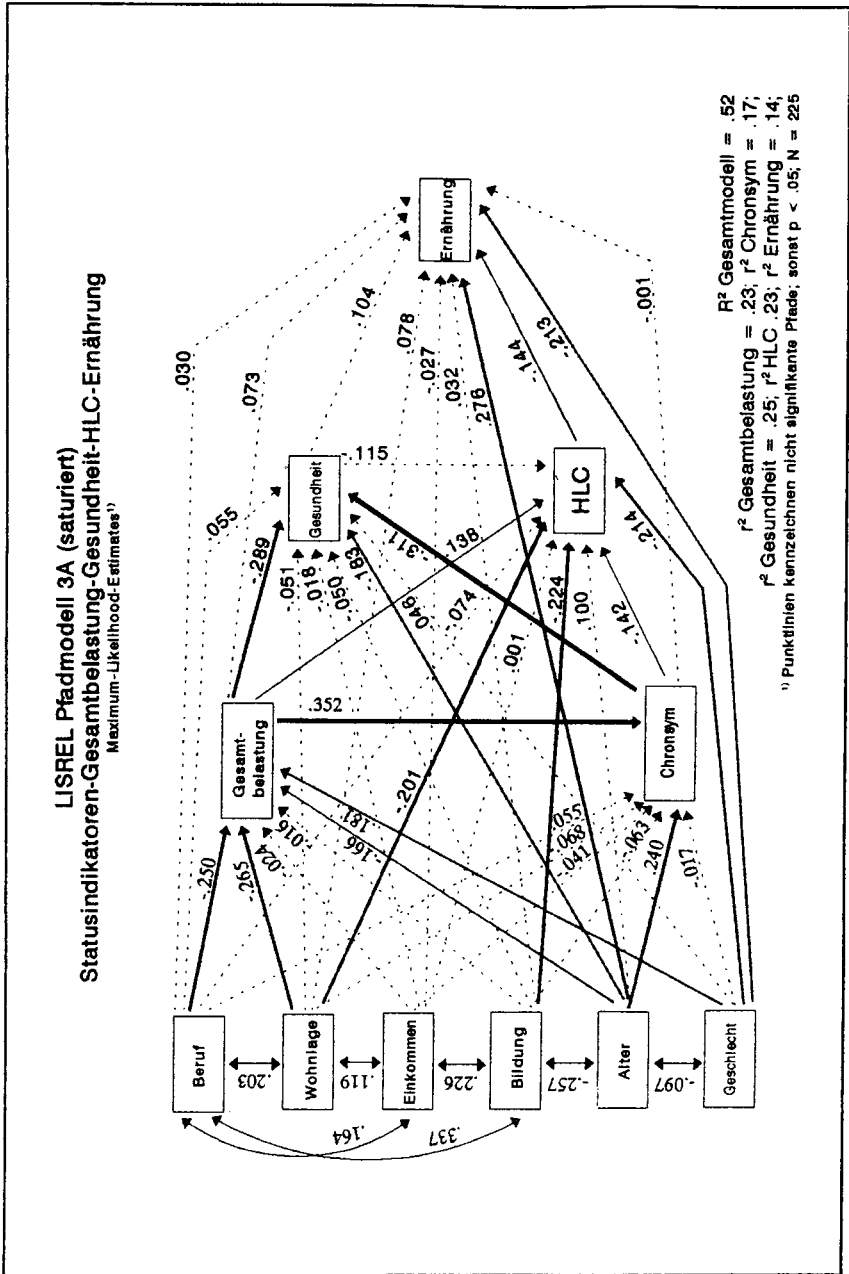 LISREL Pfadmodell 3A (saturiert)
Statusindikatoren-Gesamtbelastung-Gesundheit-HLC-Ernährung
Maximum-Likelihood-Estimates¹⁾
Beruf
Wohnlage
Einkommen
Bildung
Alter
Geschlecht
.203
.119
.226
-.257
-.097
.164
.337
Gesamt-
belastung
Chronsym
Gesundheit
HLC
Ernährung
-.250
-.265
-.024
-.016
-.166
.181
.352
.055
.068
-.041
-.063
.240
-.017
-.289
.055
-.051
-.018
-.050
-.183
-.311
-.115
.138
.046
-.074
-.201
.001
-.224
.100
-.142
-.214
.030
.073
.104
.078
-.027
.032
.276
-.144
-.213
-.001
R² Gesamtmodell = .52
r² Gesamtbelastung = .23; r² Chronsym = .17;
r² Gesundheit = .25; r² HLC .23; r² Ernährung = .14;
¹⁾ Punktlinien kennzeichnen nicht signifikante Pfade; sonst p < .05; N = 225